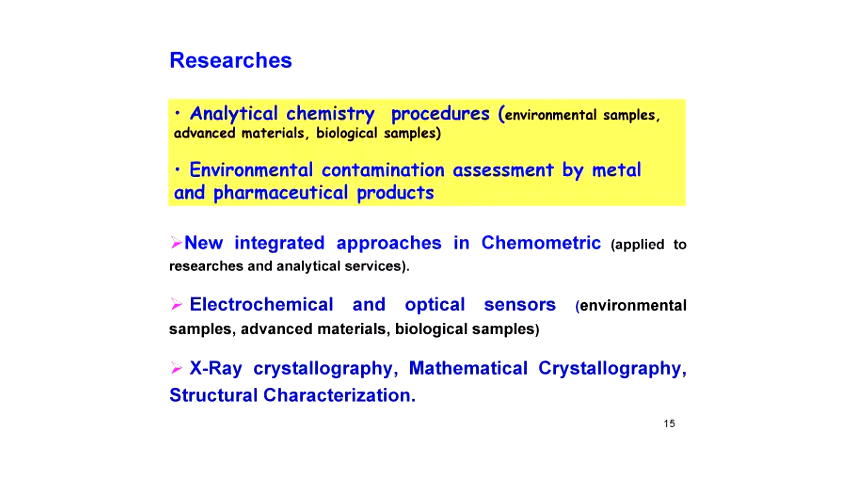 Researches
• Analytical chemistry procedures (environmental samples,
advanced materials, biological samples)
• Environmental contamination assessment by metal
and pharmaceutical products
➢New integrated approaches in Chemometric (applied to
researches and analytical services).
➢ Electrochemical and optical sensors (environmental
samples, advanced materials, biological samples)
➢ X-Ray crystallography, Mathematical Crystallography,
Structural Characterization.
15